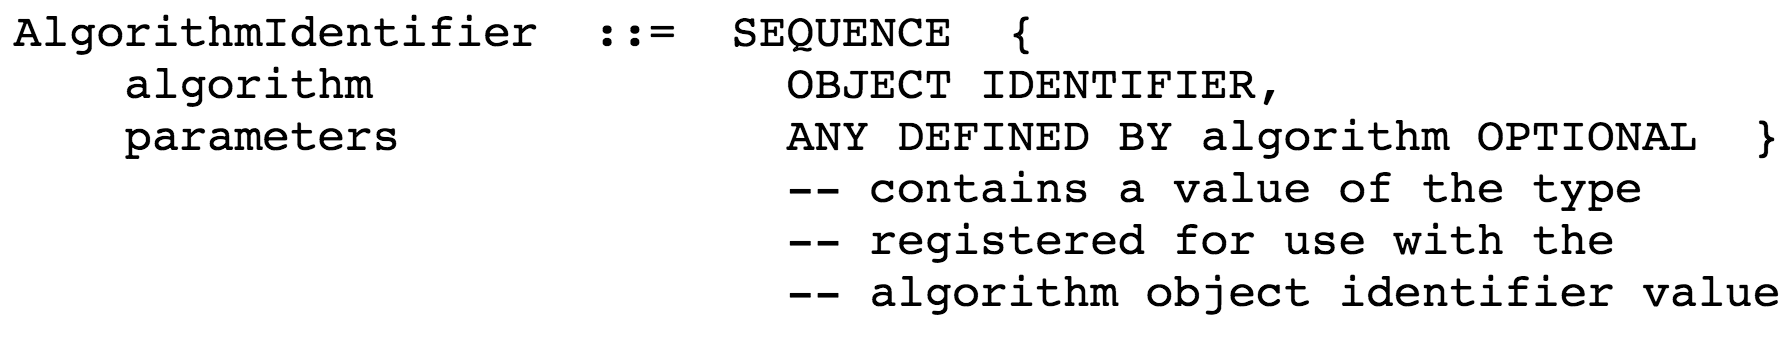 AlgorithmIdentifier  ::=  SEQUENCE  {
    algorithm               OBJECT IDENTIFIER,
    parameters              ANY DEFINED BY algorithm OPTIONAL  }
                            -- contains a value of the type
                            -- registered for use with the
                            -- algorithm object identifier value